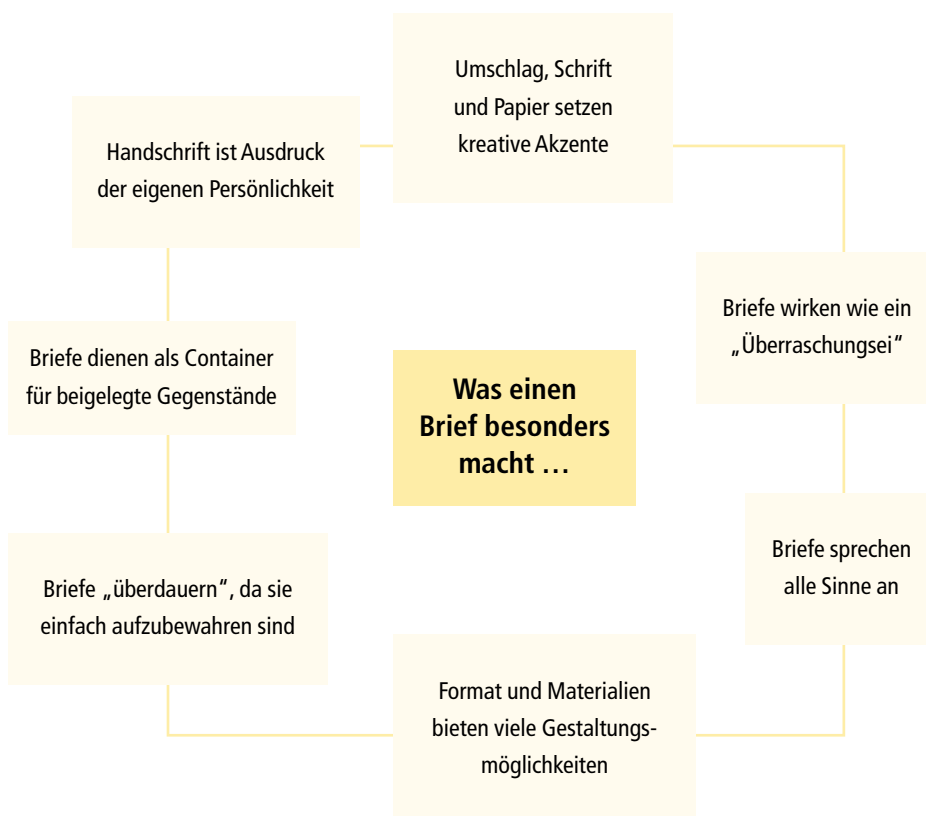 Umschlag, Schrift
und Papier setzen
kreative Akzente
Handschrift ist Ausdruck
der eigenen Persönlichkeit
Briefe wirken wie ein
„Überraschungsei“
Briefe dienen als Container
für beigelegte Gegenstände
Was einen
Brief besonders
macht …
Briefe sprechen
alle Sinne an
Briefe „überdauern“, da sie
einfach aufzubewahren sind
Format und Materialien
bieten viele Gestaltungs-
möglichkeiten